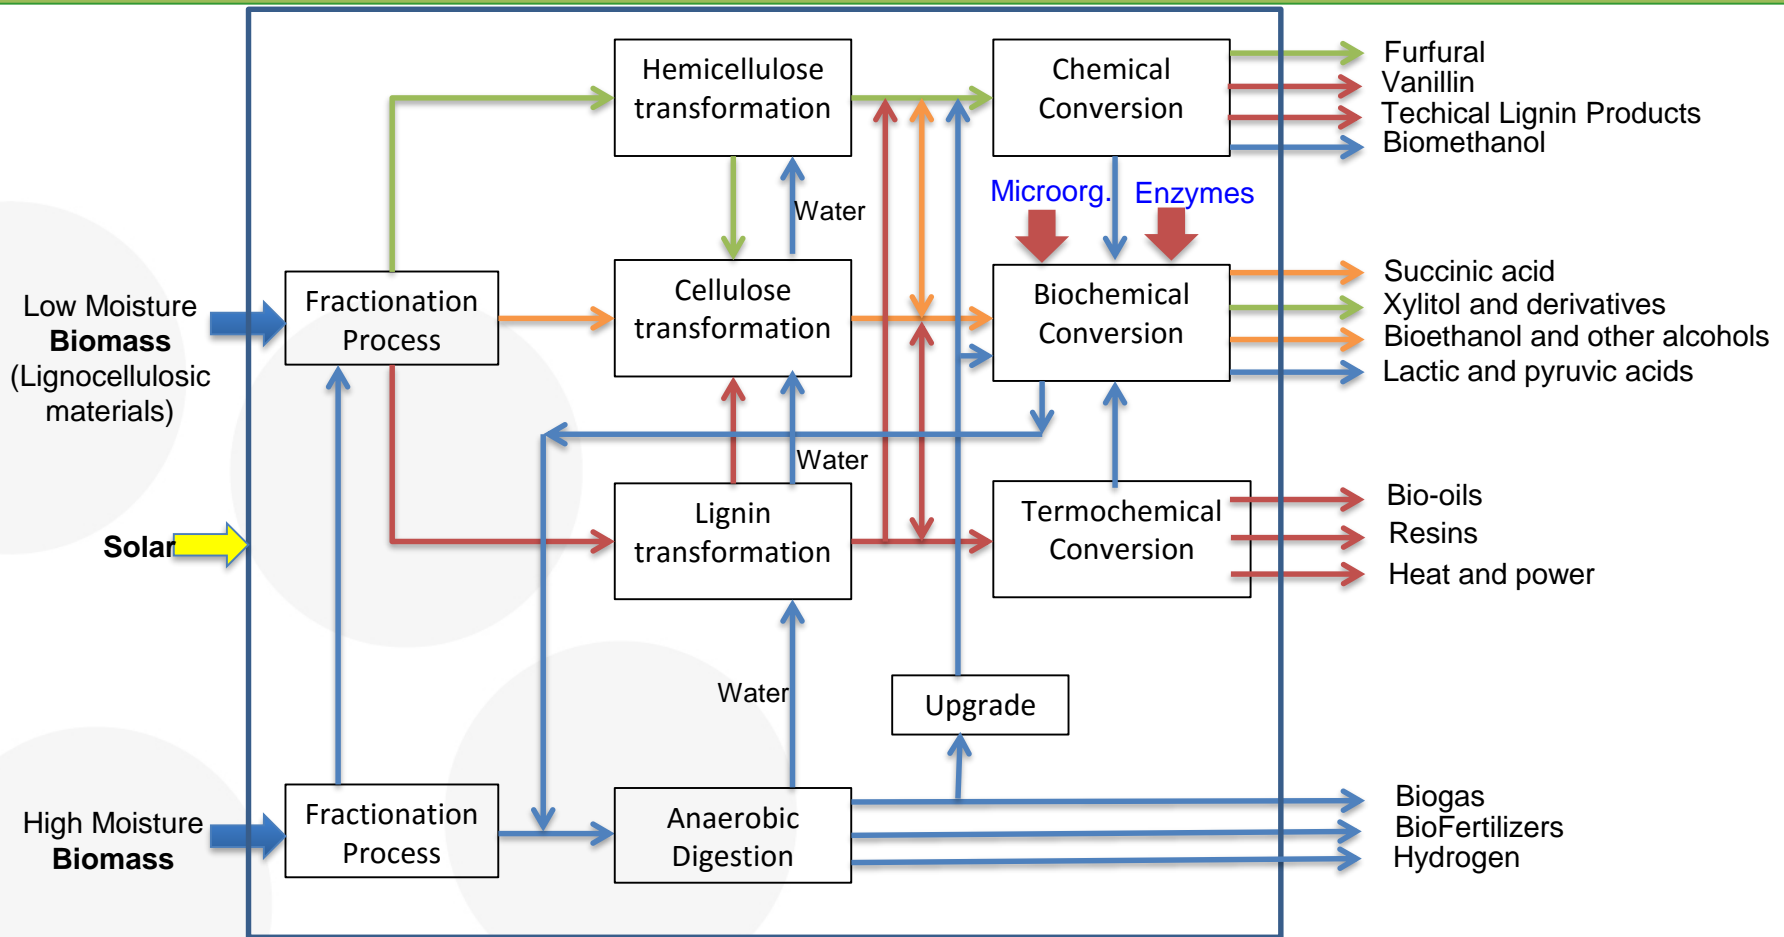 Hemicellulose
transformation
Chemical
Conversion
Furfural
Vanillin
Techical Lignin Products
Biomethanol
Microorg.
Enzymes
Water
Low Moisture
Biomass
(Lignocellulosic
materials)
Fractionation
Process
Cellulose
transformation
Biochemical
Conversion
Succinic acid
Xylitol and derivatives
Bioethanol and other alcohols
Lactic and pyruvic acids
Water
Solar
Lignin
transformation
Termochemical
Conversion
Bio-oils
Resins
Heat and power
Water
Upgrade
High Moisture
Biomass
Fractionation
Process
Anaerobic
Digestion
Biogas
BioFertilizers
Hydrogen